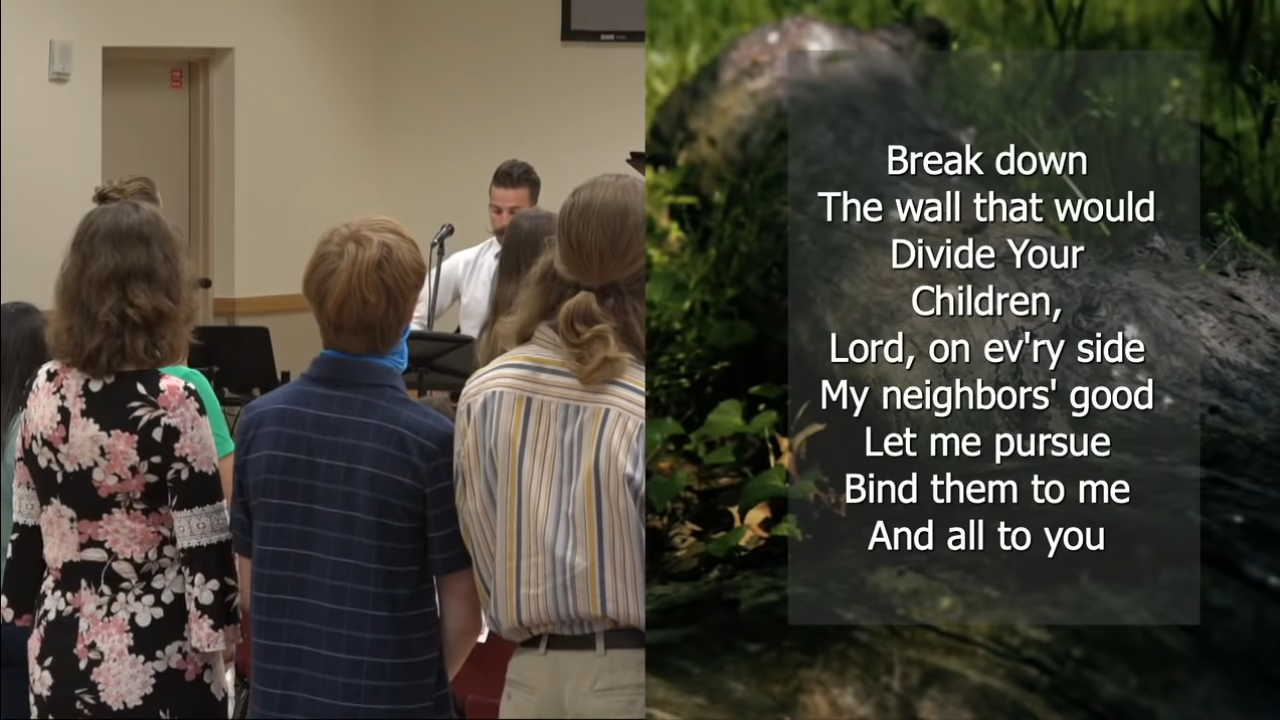 Break down
The wall that would
Divide Your
Children,
Lord, on ev'ry side
My neighbors' good
Let me pursue
Bind them to me
And all to you